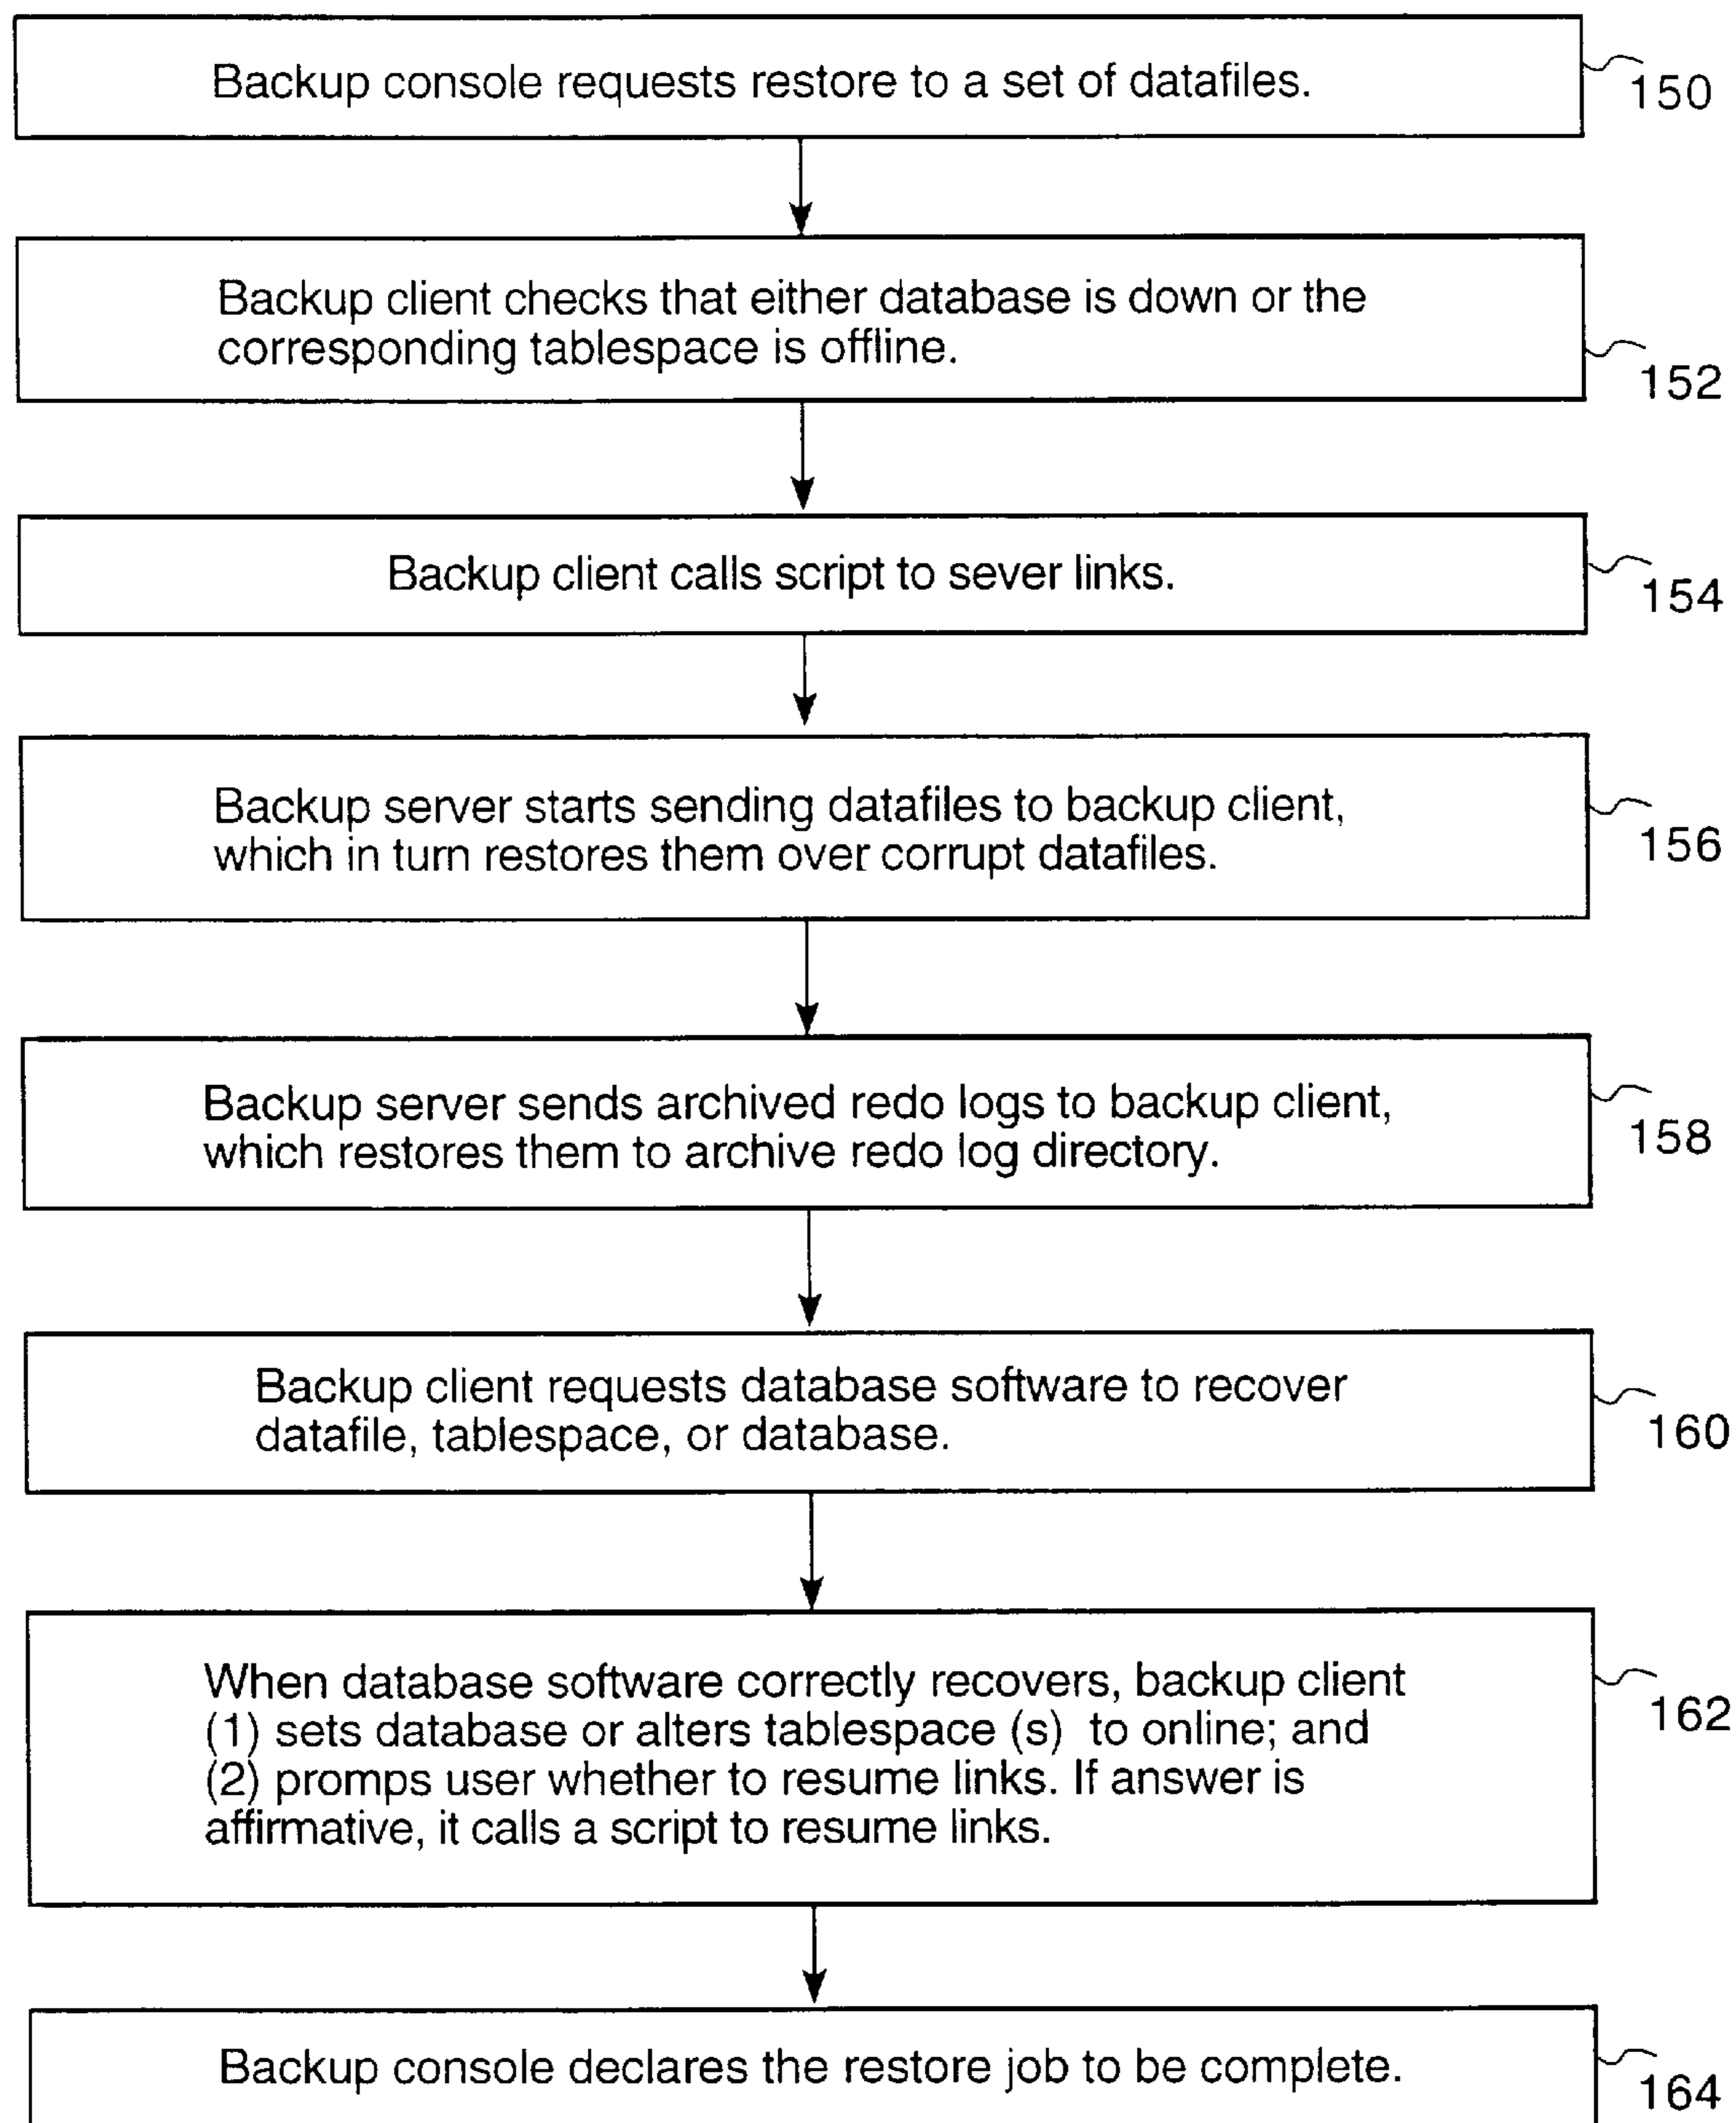 Backup console requests restore to a set of datafiles.
150
Backup client checks that either database is down or the
corresponding tablespace is offline.
152
Backup client calls script to sever links.
154
Backup server starts sending datafiles to backup client,
which in turn restores them over corrupt datafiles.
156
Backup server sends archived redo logs to backup client,
which restores them to archive redo log directory.
158
Backup client requests database software to recover
datafile, tablespace, or database.
160
When database software correctly recovers, backup client
(1) sets database or alters tablespace (s) to online; and
(2) promps user whether to resume links. If answer is
affirmative, it calls a script to resume links.
162
Backup console declares the restore job to be complete.
164